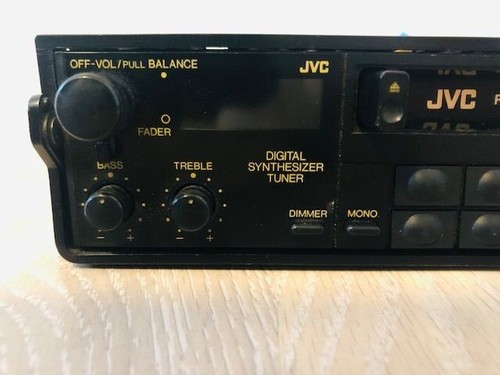 OFF-VOL/PULL BALANCE
JVC
JVC
FADER
BASS
TREBLE
DIGITAL
SYNTHESIZER
TUNER
DIMMER
MONO
- +
- +